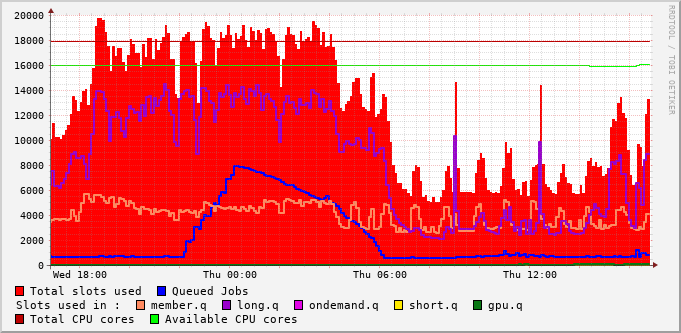 20000
18000
16000
14000
12000
10000
8000
6000
4000
2000
0
Wed 18:00 Thu 00:00 Thu 06:00 Thu 12:00
RRDTOOL / TOBI OETIKER
Total slots used Queued Jobs
Slots used in : member.q long.q ondemand.q short.q gpu.q
Total CPU cores Available CPU cores